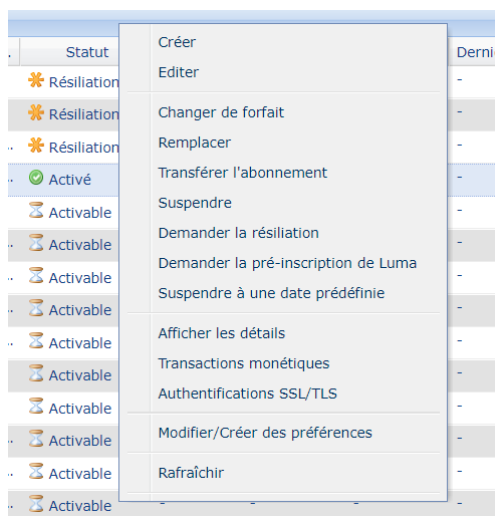 . Statut Derni
Résiliation -
Résiliation -
.. Résiliation -
.. Activé -
Activable -
.. Activable -
.. Activable -
.. Activable -
.. Activable -
Activable -
Activable -
.. Activable -
.. Activable -
.. Activable - - - -
Créer
Editer
Changer de forfait
Remplacer
Transférer l'abonnement
Suspendre
Demander la résiliation
Demander la pré-inscription de Luma
Suspendre à une date prédéfinie
Afficher les détails
Transactions monétiques
Authentifications SSL/TLS
Modifier/Créer des préférences
Rafraîchir